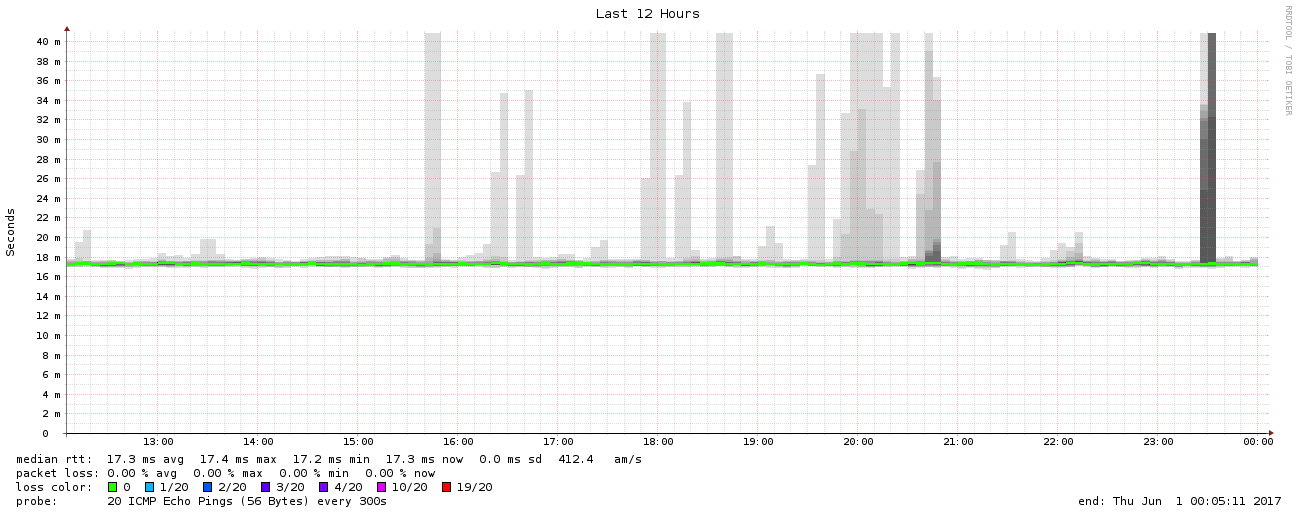 Last 12 Hours
RRDTOOL / TOBI OETIKER
Seconds
40 m
38 m
36 m
34 m
32 m
30 m
28 m
26 m
24 m
22 m
20 m
18 m
16 m
14 m
12 m
10 m
8 m
6 m
4 m
2 m
0
13:00 14:00 15:00 16:00 17:00 18:00 19:00 20:00 21:00 22:00 23:00 00:00
median rtt: 17.3 ms avg 17.4 ms max 17.2 ms min 17.3 ms now 0.0 ms sd 412.4 am/s
packet loss: 0.00 % avg 0.00 % max 0.00 % min 0.00 % now
loss color: 0 1/20 2/20 3/20 4/20 10/20 19/20
probe: 20 ICMP Echo Pings (56 Bytes) every 300s end: Thu Jun 1 00:05:11 2017